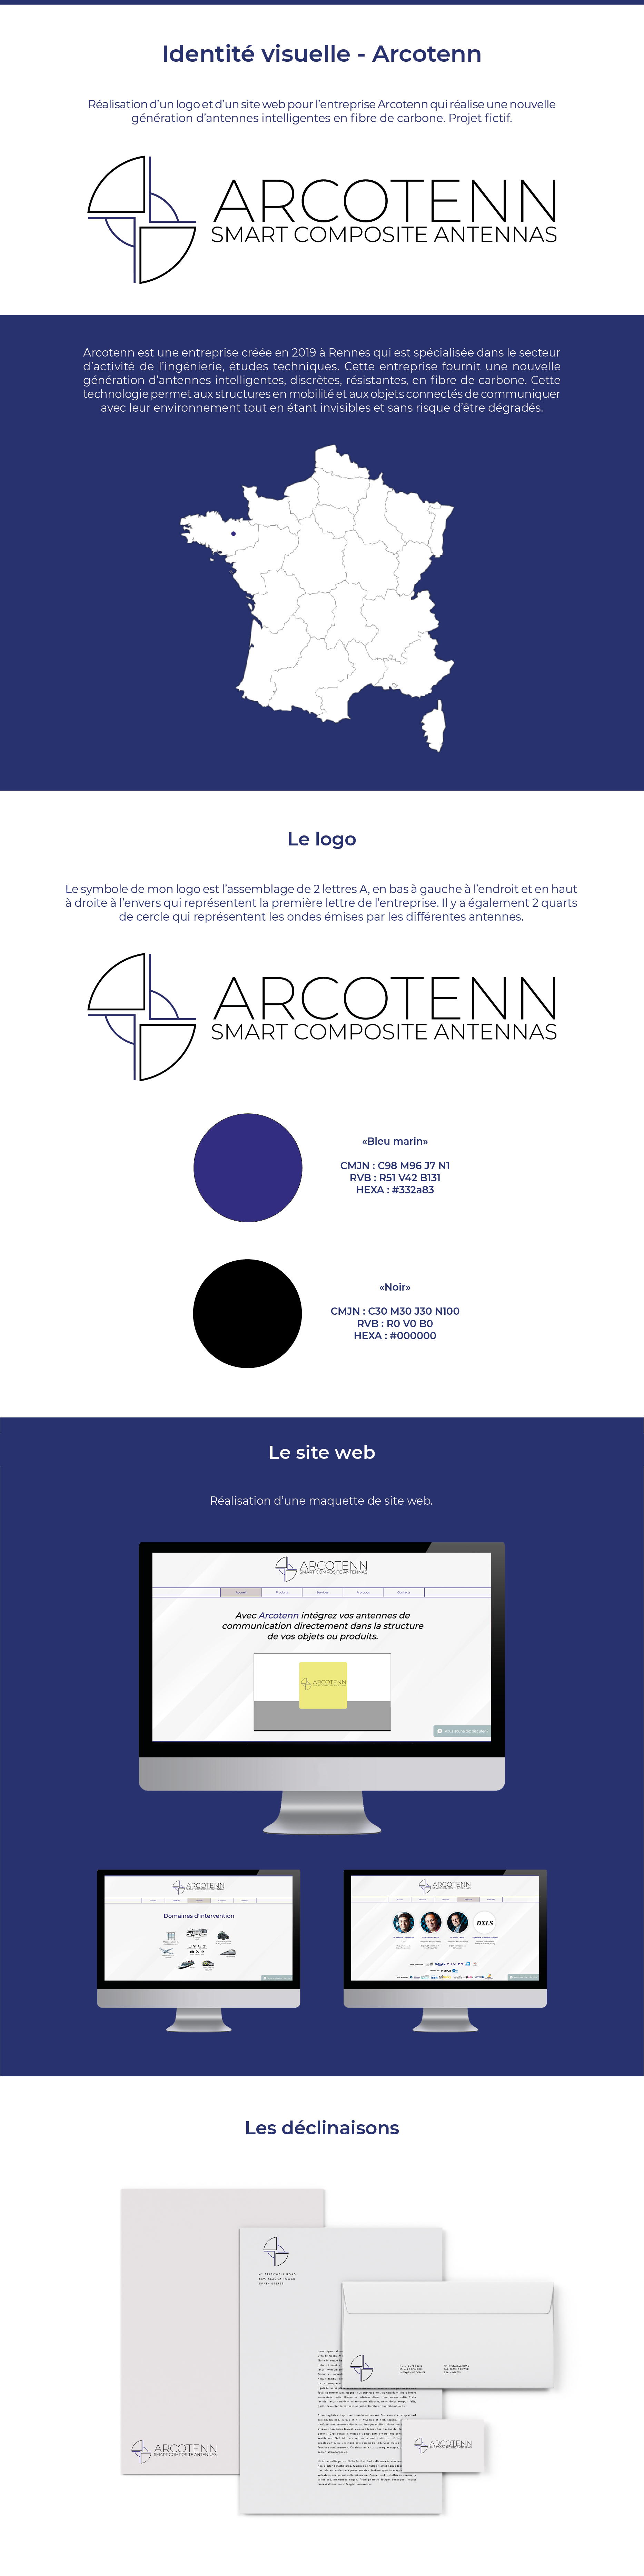 Identité visuelle - Arcotenn
Réalisation d'un logo et d'un site web pour l'entreprise Arcotenn qui réalise une nouvelle
génération d'antennes intelligentes en fibre de carbone. Projet fictif.
ARCOTENN
SMART COMPOSITE ANTENNAS
Arcotenn est une entreprise créée en 2019 à Rennes qui est spécialisée dans le secteur
d'activité de l'ingénierie, études techniques. Cette entreprise fournit une nouvelle
génération d'antennes intelligentes, discrètes, résistantes, en fibre de carbone. Cette
technologie permet aux structures en mobilité et aux objets connectés de communiquer
avec leur environnement tout en étant invisibles et sans risque d'être dégradés.
Le logo
Le symbole de mon logo est l'assemblage de 2 lettres A, en bas à gauche à l'endroit et en haut
à droite à l'envers qui représentent la première lettre de l'entreprise. Il y a également 2 quarts
de cercle qui représentent les ondes émises par les différentes antennes.
ARCOTENN
SMART COMPOSITE ANTENNAS
«Bleu marin»
CMJN : C98 M96 J7 N1
RVB : R51 V42 B131
HEXA : #332a83
«Noir»
CMJN : C30 M30 J30 N100
RVB : R0 V0 B0
HEXA : #000000
Le site web
Réalisation d'une maquette de site web.
ARCOTENN
SMART COMPOSITE ANTENNAS
Accueil Produits Services A propos Contacts
Avec Arcotenn intégrez vos antennes de
communication directement dans la structure
de vos objets ou produits.
ARCOTENN
ARCOTENN
Domaines d'intervention
ARCOTENN
DXLS
THALES
Les déclinaisons
ARCOTENN
SMART COMPOSITE ANTENNAS
ARCOTENN